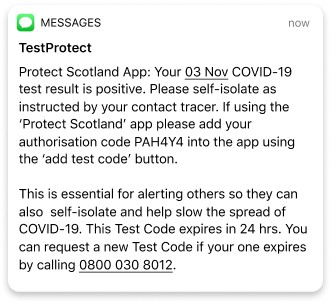 MESSAGES now
TestProtect
Protect Scotland App: Your 03 Nov COVID-19
test result is positive. Please self-isolate as
instructed by your contact tracer. If using the
‘Protect Scotland’ app please add your
authorisation code PAH4Y4 into the app using
the ‘add test code’ button.
This is essential for alerting others so they can
also self-isolate and help slow the spread of
COVID-19. This Test Code expires in 24 hrs. You
can request a new Test Code if your one expires
by calling 0800 030 8012.